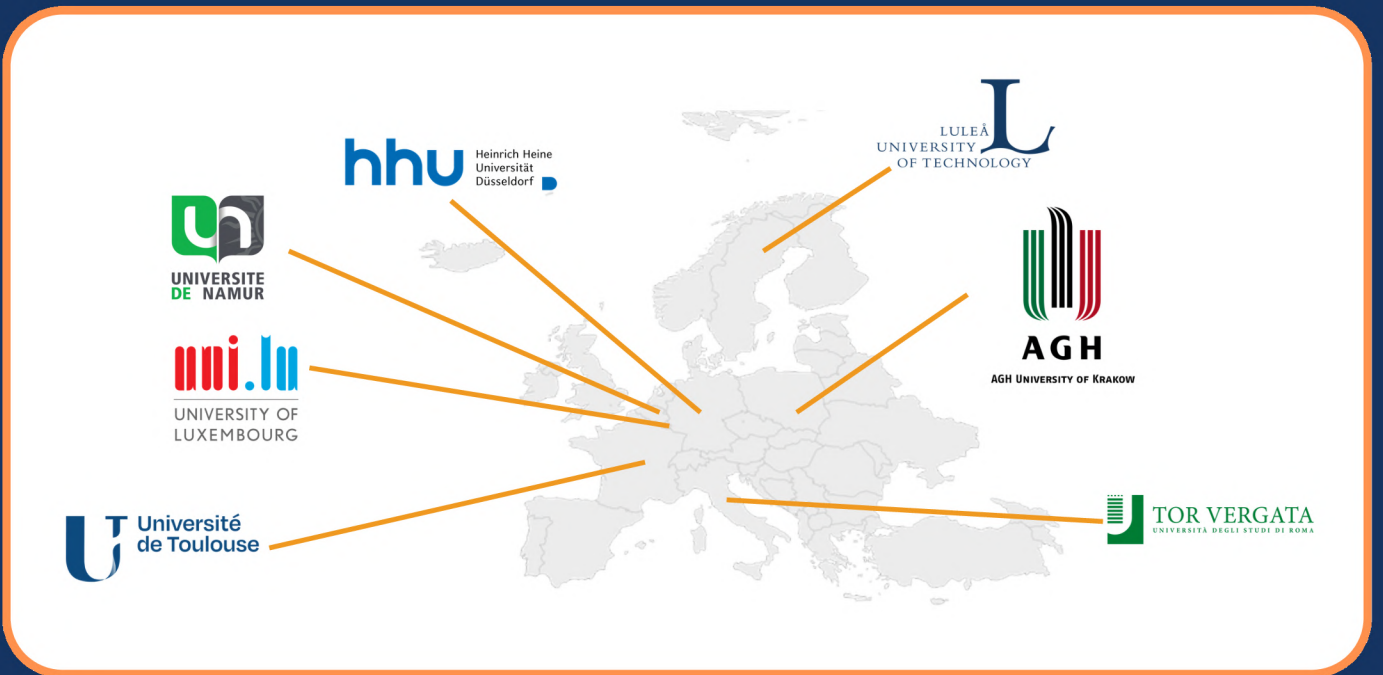 LULEÅ
UNIVERSITY
OF TECHNOLOGY
hhu
Heinrich Heine
Universität
Düsseldorf
un
UNIVERSITE
DE NAMUR
AGH
AGH UNIVERSITY OF KRAKOW
uni.lu
UNIVERSITY OF
LUXEMBOURG
TOR VERGATA
UNIVERSITÀ DEGLI STUDI DI ROMA
Université
de Toulouse